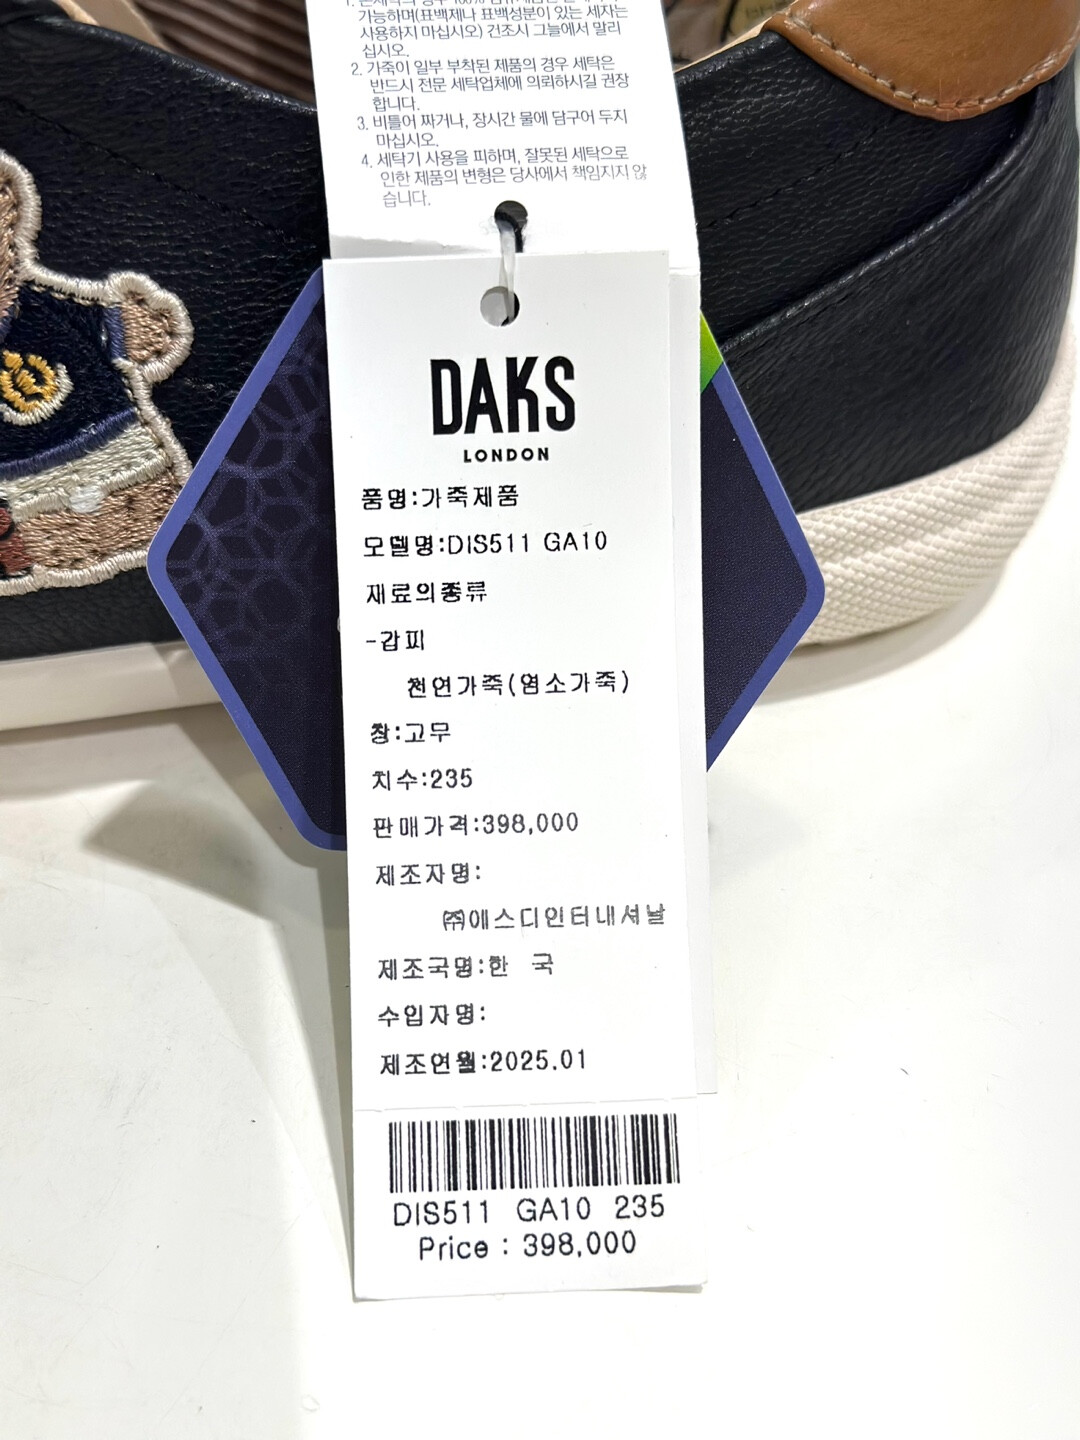 가능하며(표백제나 표백성분이 있는 세자는
사용하지 마십시오) 건조시 그늘에서 말리
십시오.
2. 가죽이 일부 부착된 제품의 경우 세탁은
반드시 전문 세탁업체에 의뢰하시길 권장
합니다.
3. 비틀어 짜거나, 장시간 물에 담구어 두지
마십시오.
4. 세탁기 사용을 피하며, 잘못된 세탁으로
인한 제품의 변형은 당사에서 책임지지 않
습니다.
DAKS
LONDON
품명:가죽제품
모델명:DIS511 GA10
재료의종류
-갑피
천연가죽(염소가죽)
창:고무
치수:235
판매가격:398,000
제조자명:
㈜에스디인터내셔날
제조국명:한 국
수입자명:
제조연월:2025.01
DIS511 GA10 235
Price : 398,000